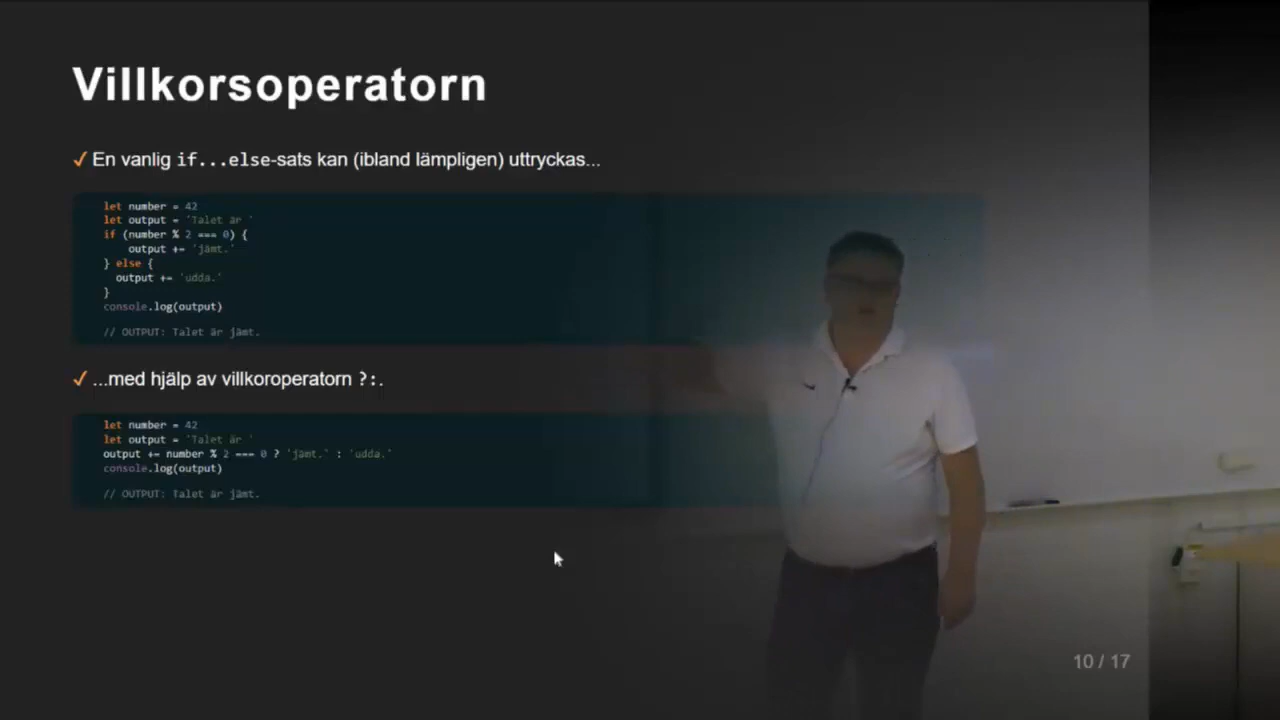 Villkorsoperatorn
✓ En vanlig if...else-sats kan (ibland lämpligen) uttryckas...
let number = 42
let output = 'Talet är '
if (number % 2 === 0) {
output += 'jämt.'
} else {
output += 'udda.'
}
console.log(output)
// OUTPUT: Talet är jämt.
✓ ...med hjälp av villkoroperatorn ?:.
let number = 42
let output = 'Talet är '
output += number % 2 === 0 ? 'jämt.' : 'udda.'
console.log(output)
// OUTPUT: Talet är jämt.
10 / 17